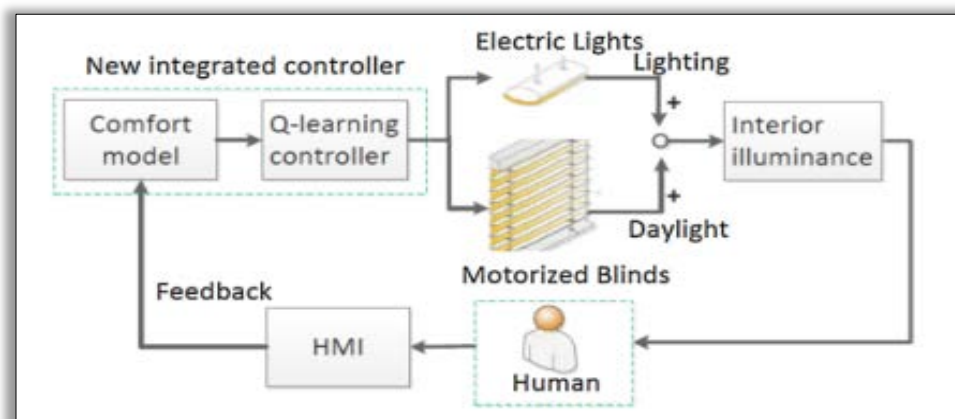 Electric Lights
Lighting
New integrated controller
+
Comfort
model
Q-learning
controller
Interior
illuminance
+
Daylight
Motorized Blinds
Feedback
HMI
Human